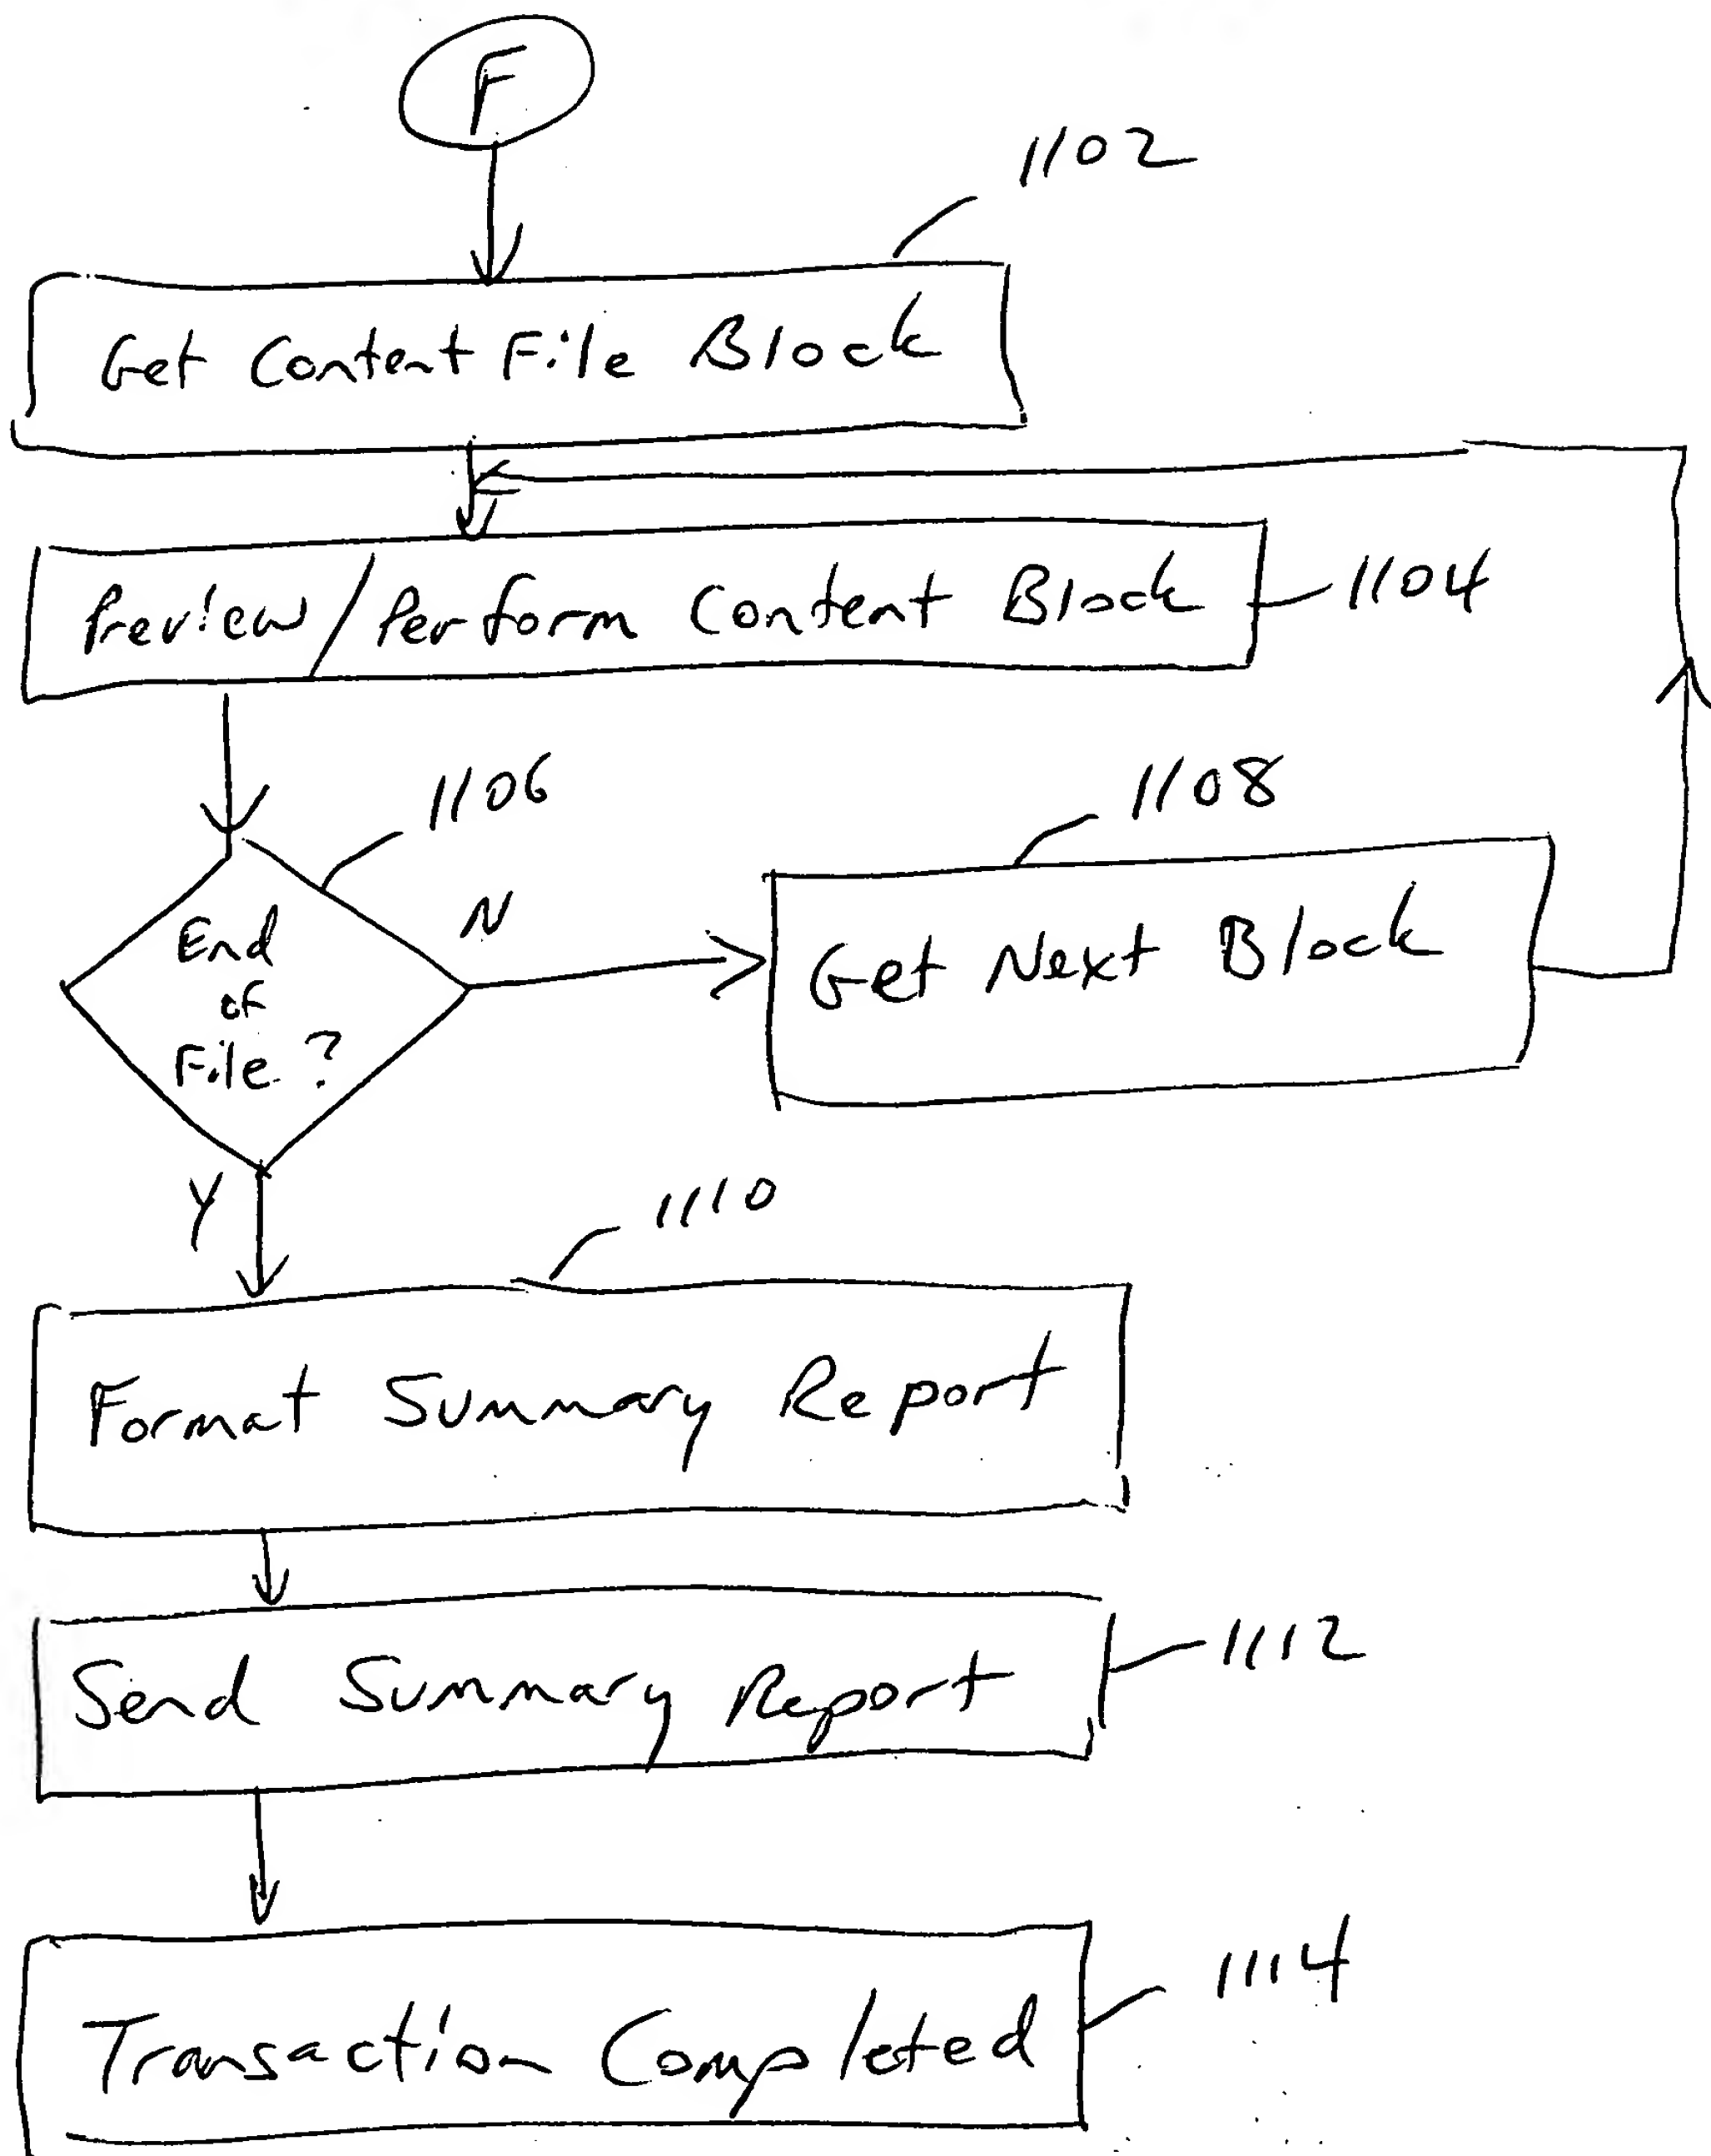 F
1102
Get Content File Block
Preview/Perform Content Block
1104
1106
1108
N
End
of
File?
Get Next Block
Y
1110
Format Summary Report
Send Summary Report
1112
Transaction Completed
1114